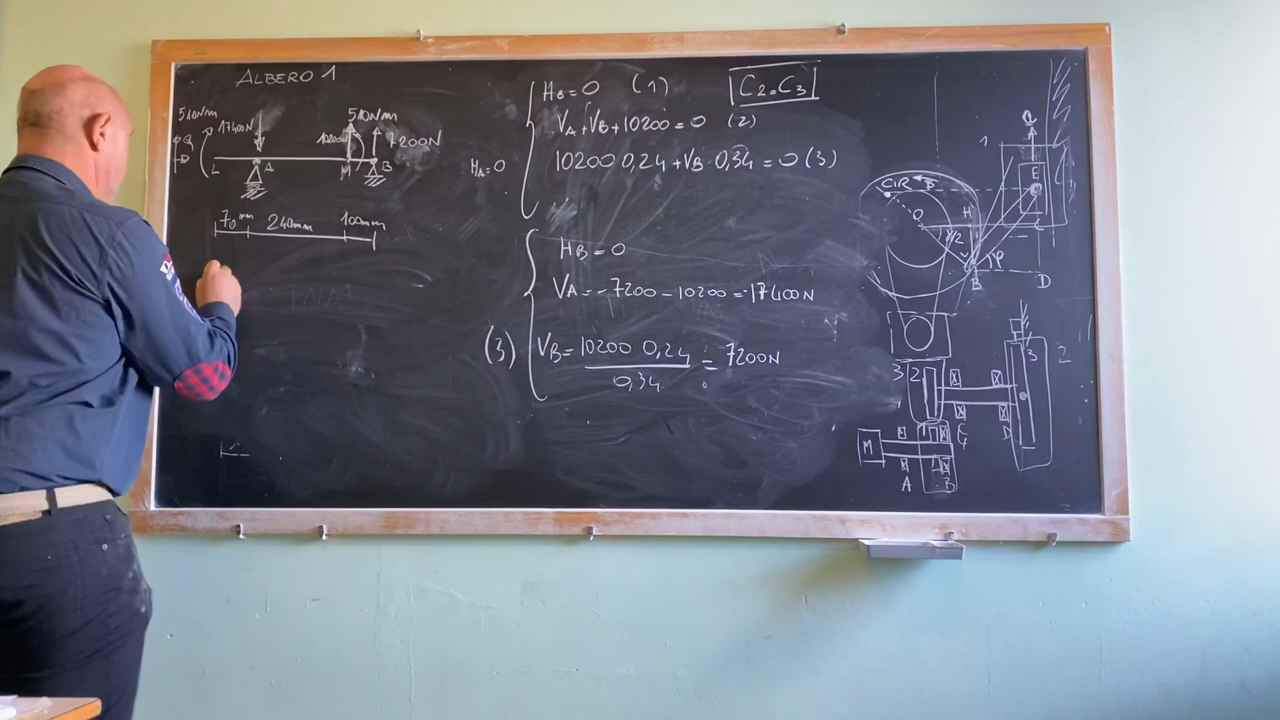 ALBERO 1
510Nm
17400N
510Nm
10200N
7200N
L
A
M
B
70mm 240mm 100mm
HA=0
HB=0 (1)
C2=C3
VA+VB+10200=0 (2)
10200 0,24+VB 0,34=0 (3)
HB=0
VA=-7200-10200=-17400N
(3) VB=10200 0,24
0,34
= 7200N
1
CIR
B
E
O
H
φ
B
D
3
2
3
2
C
D
M
A
B